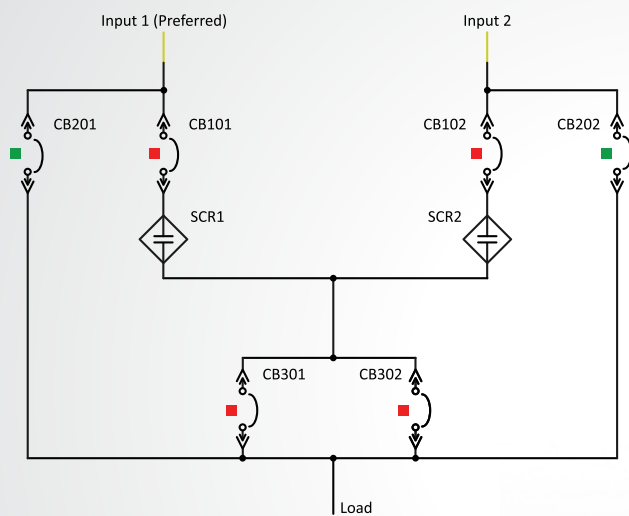 Input 1 (Preferred)
Input 2
CB201
CB101
CB102
CB202
SCR1
SCR2
CB301
CB302
Load